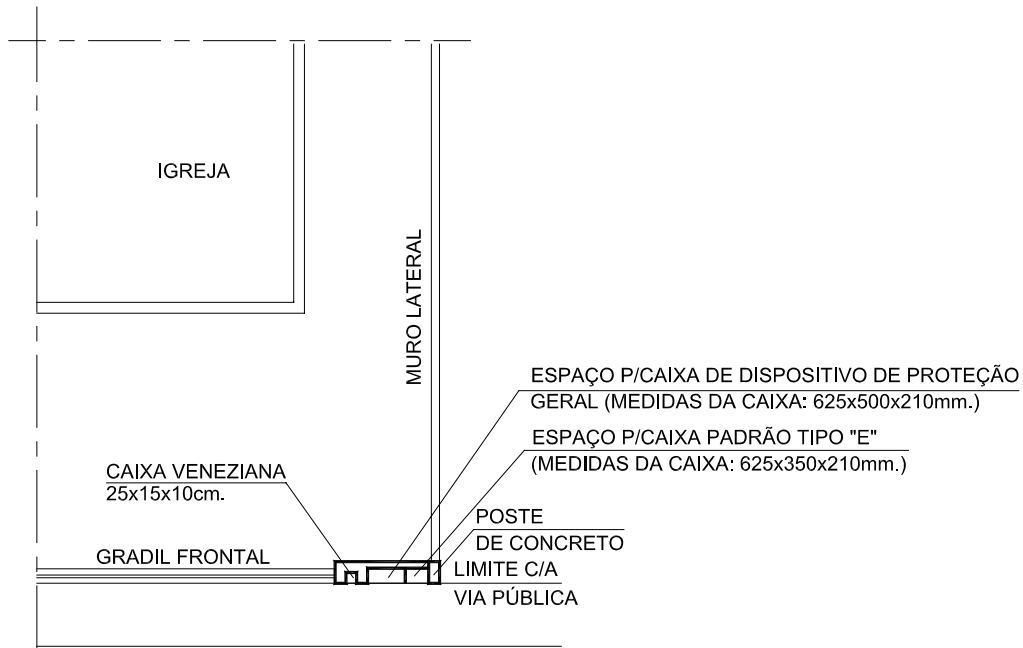 IGREJA
MURO LATERAL
ESPAÇO P/CAIXA DE DISPOSITIVO DE PROTEÇÃO
GERAL (MEDIDAS DA CAIXA: 625x500x210mm.)
ESPAÇO P/CAIXA PADRÃO TIPO "E"
(MEDIDAS DA CAIXA: 625x350x210mm.)
CAIXA VENEZIANA
25x15x10cm.
POSTE
DE CONCRETO
GRADIL FRONTAL
LIMITE C/A
VIA PÚBLICA